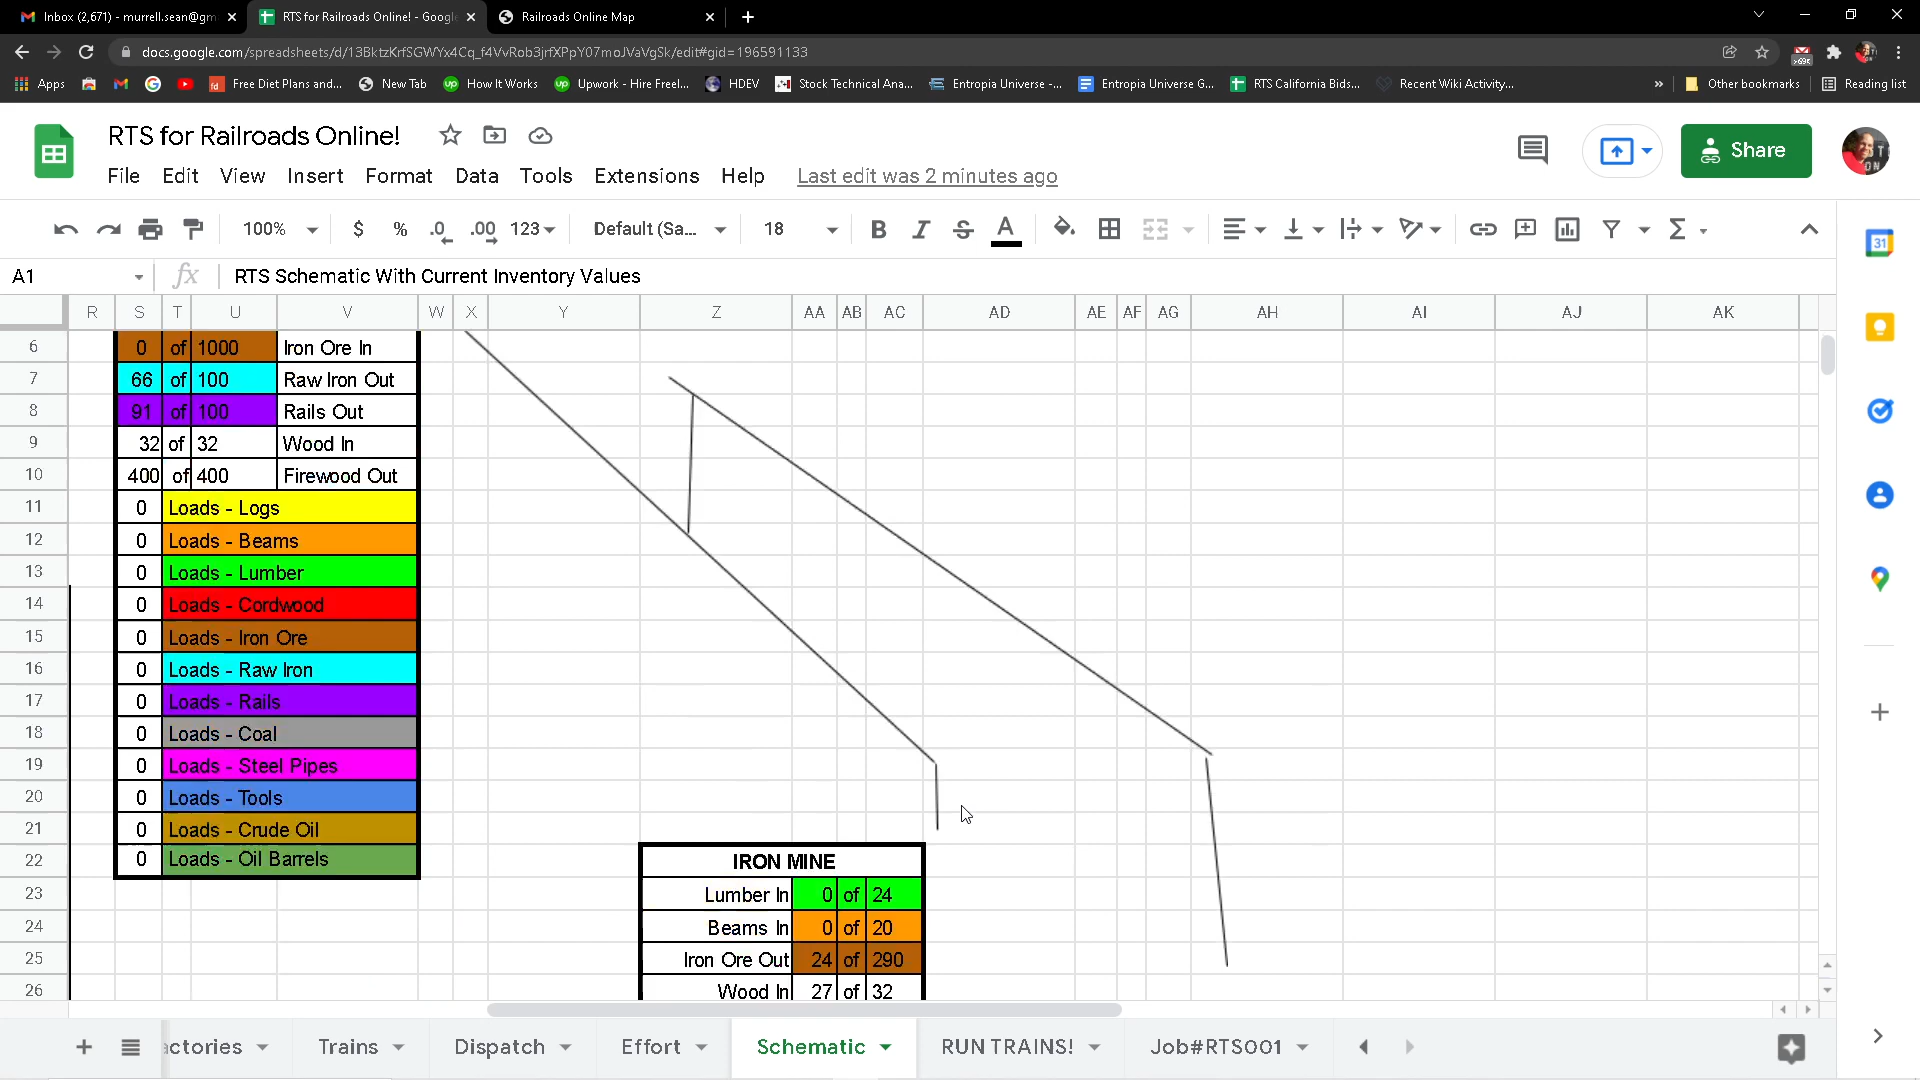 Inbox (2,671) - murrell.sean@gm
RTS for Railroads Online! - Google
Railroads Online Map
docs.google.com/spreadsheets/d/13BktzKrfSGWYx4Cq_f4VvRob3jrfXPpY07moJVaVgSk/edit#gid=196591133
Apps
Free Diet Plans and...
New Tab
How It Works
Upwork - Hire Freel...
HDEV
Stock Technical Ana...
Entropia Universe -...
Entropia Universe G...
RTS California Bids...
Recent Wiki Activity...
»
Other bookmarks
Reading list
RTS for Railroads Online!
Share
File Edit View Insert Format Data Tools Extensions Help Last edit was 2 minutes ago
100% $ % .0 .00 123 Default (Sa... 18 B I S A
A1 fx RTS Schematic With Current Inventory Values
R S T U V W X Y Z AA AB AC AD AE AF AG AH AI AJ AK
6 0 of 1000 Iron Ore In
7 66 of 100 Raw Iron Out
8 91 of 100 Rails Out
9 32 of 32 Wood In
10 400 of 400 Firewood Out
11 0 Loads - Logs
12 0 Loads - Beams
13 0 Loads - Lumber
14 0 Loads - Cordwood
15 0 Loads - Iron Ore
16 0 Loads - Raw Iron
17 0 Loads - Rails
18 0 Loads - Coal
19 0 Loads - Steel Pipes
20 0 Loads - Tools
21 0 Loads - Crude Oil
22 0 Loads - Oil Barrels IRON MINE
23 Lumber In 0 of 24
24 Beams In 0 of 20
25 Iron Ore Out 24 of 290
26 Wood In 27 of 32
actories Trains Dispatch Effort Schematic RUN TRAINS! Job#RTS001